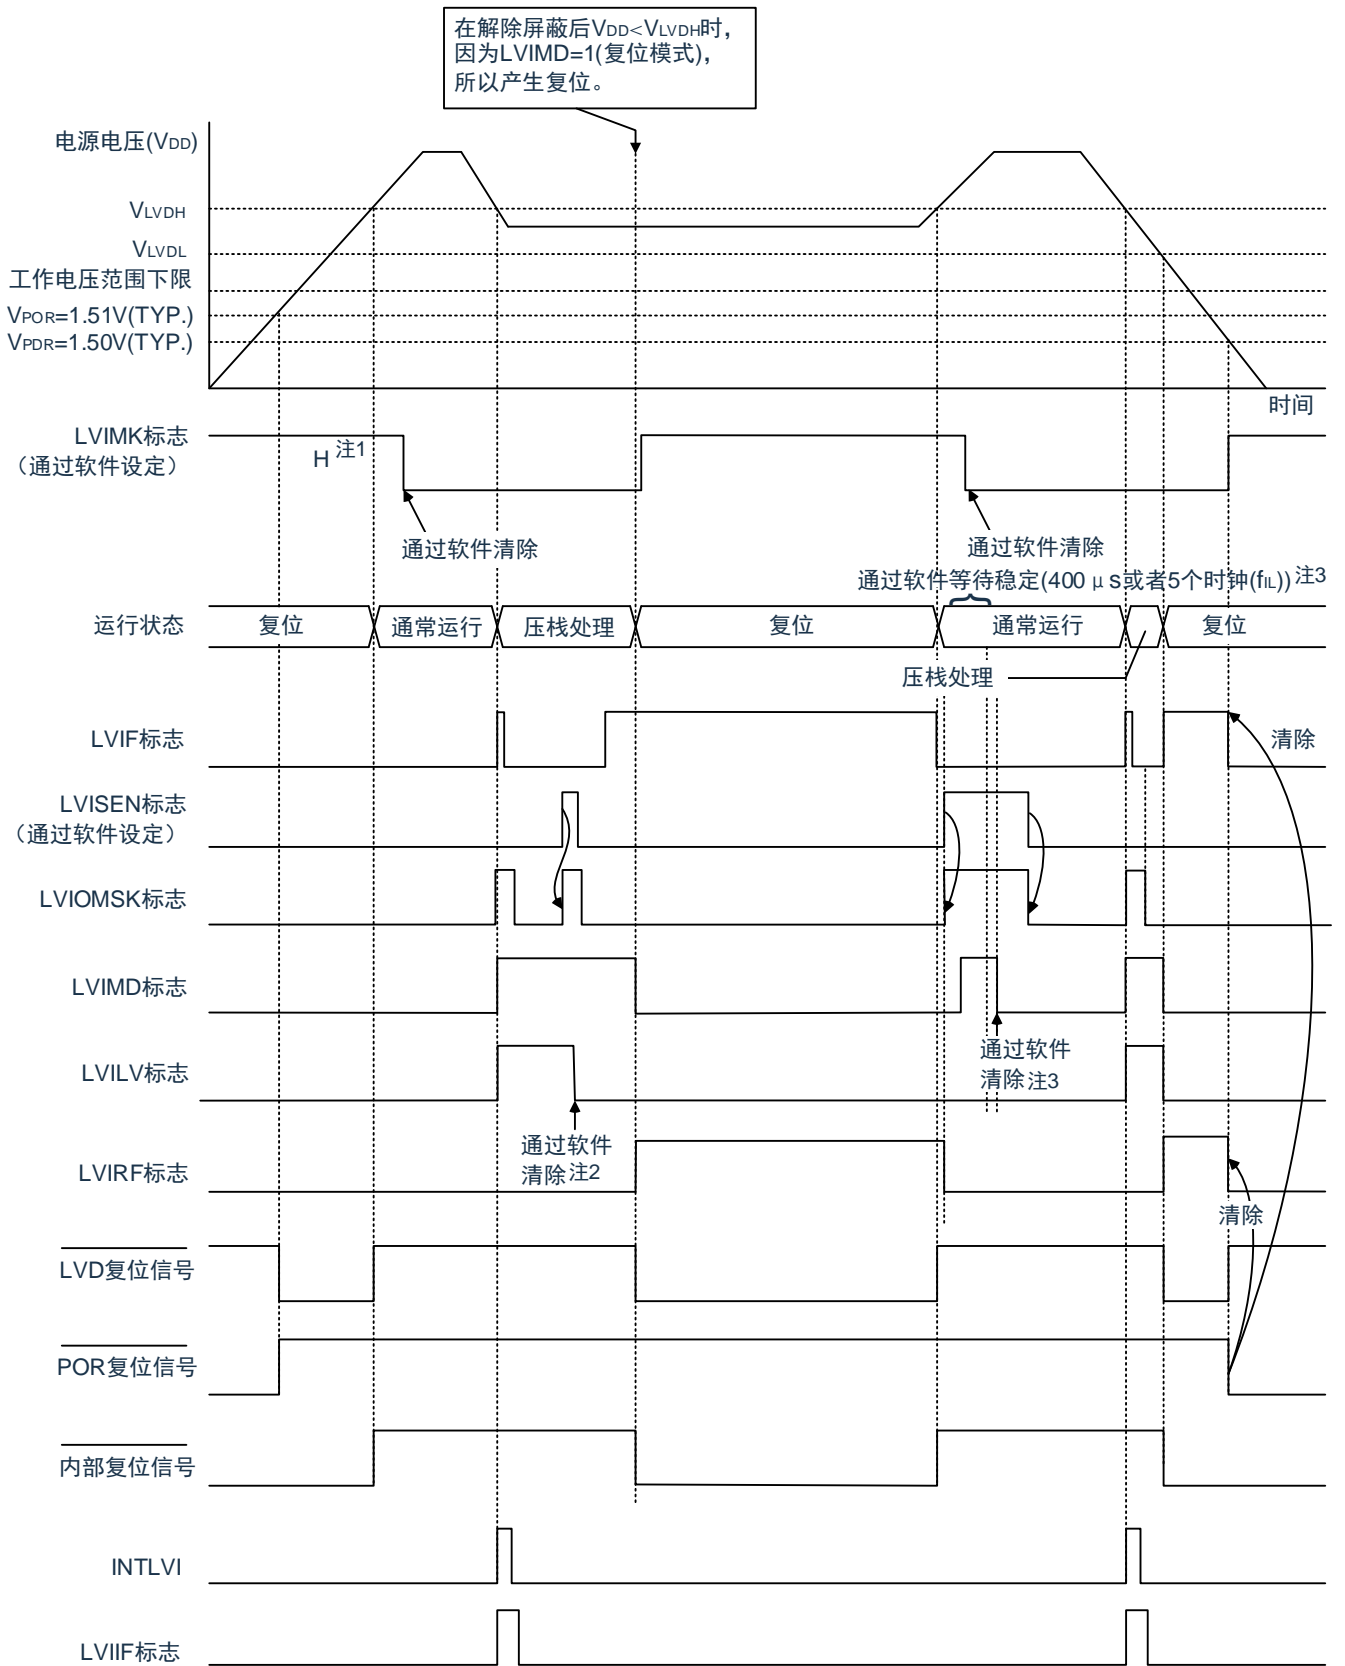 在解除屏蔽后VDD<VLVDH时，
因为LVIMD=1(复位模式)，
所以产生复位。
电源电压(VDD)
VLVDH
VLVDL
工作电压范围下限
VPOR=1.51V(TYP.)
VPDR=1.50V(TYP.)
时间
LVIMK标志
（通过软件设定）
H 注1
通过软件清除
通过软件清除
通过软件等待稳定(400 μs或者5个时钟(fIL)) 注3
运行状态
复位
通常运行
压栈处理
复位
通常运行
复位
压栈处理
LVIF标志
清除
LVISEN标志
（通过软件设定）
LVIOMSK标志
LVIMD标志
通过软件
清除注3
LVILV标志
通过软件
清除注2
LVIRF标志
清除
LVD复位信号
POR复位信号
内部复位信号
INTLVI
LVIIF标志